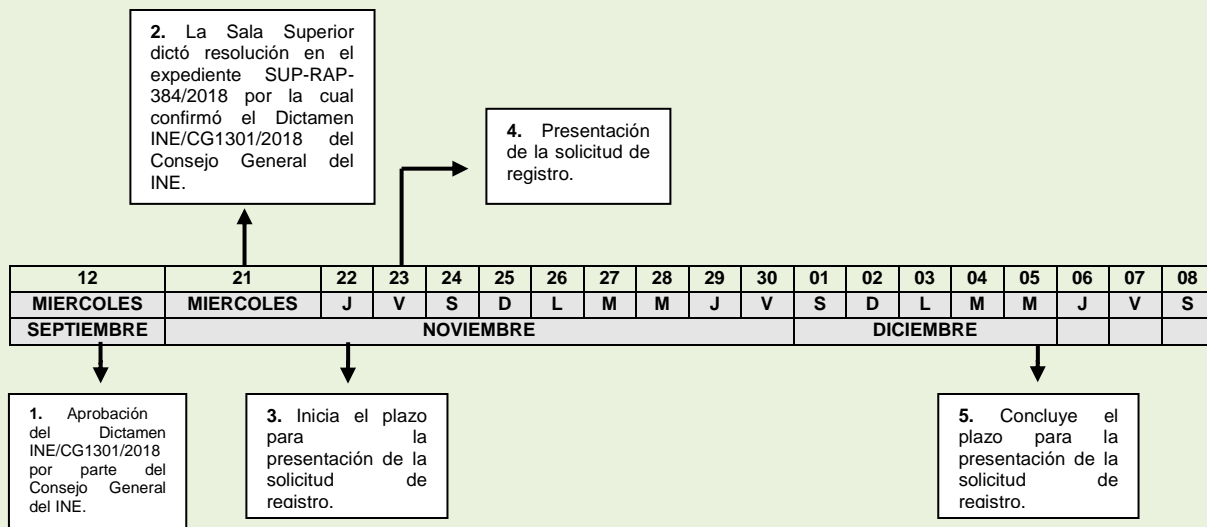 2. La Sala Superior
dictó resolución en el
expediente SUP-RAP-
384/2018 por la cual
confirmó el Dictamen
INE/CG1301/2018 del
Consejo General del
INE.
4. Presentación
de la solicitud de
registro.
12 21 22 23 24 25 26 27 28 29 30 01 02 03 04 05 06 07 08
MIERCOLES MIERCOLES J V S D L M M J V S D L M M J V S
SEPTIEMBRE NOVIEMBRE DICIEMBRE
1. Aprobación
del Dictamen
INE/CG1301/2018
por parte del
Consejo General
del INE.
3. Inicia el plazo
para la
presentación de la
solicitud de
registro.
5. Concluye el
plazo para la
presentación de la
solicitud de
registro.